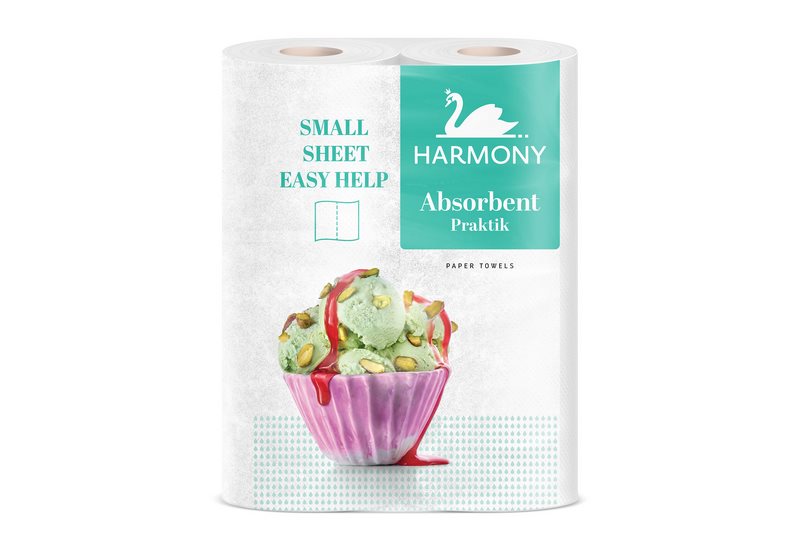 SMALL
SHEET
EASY HELP
HARMONY
Absorbent
Praktik
PAPER TOWELS